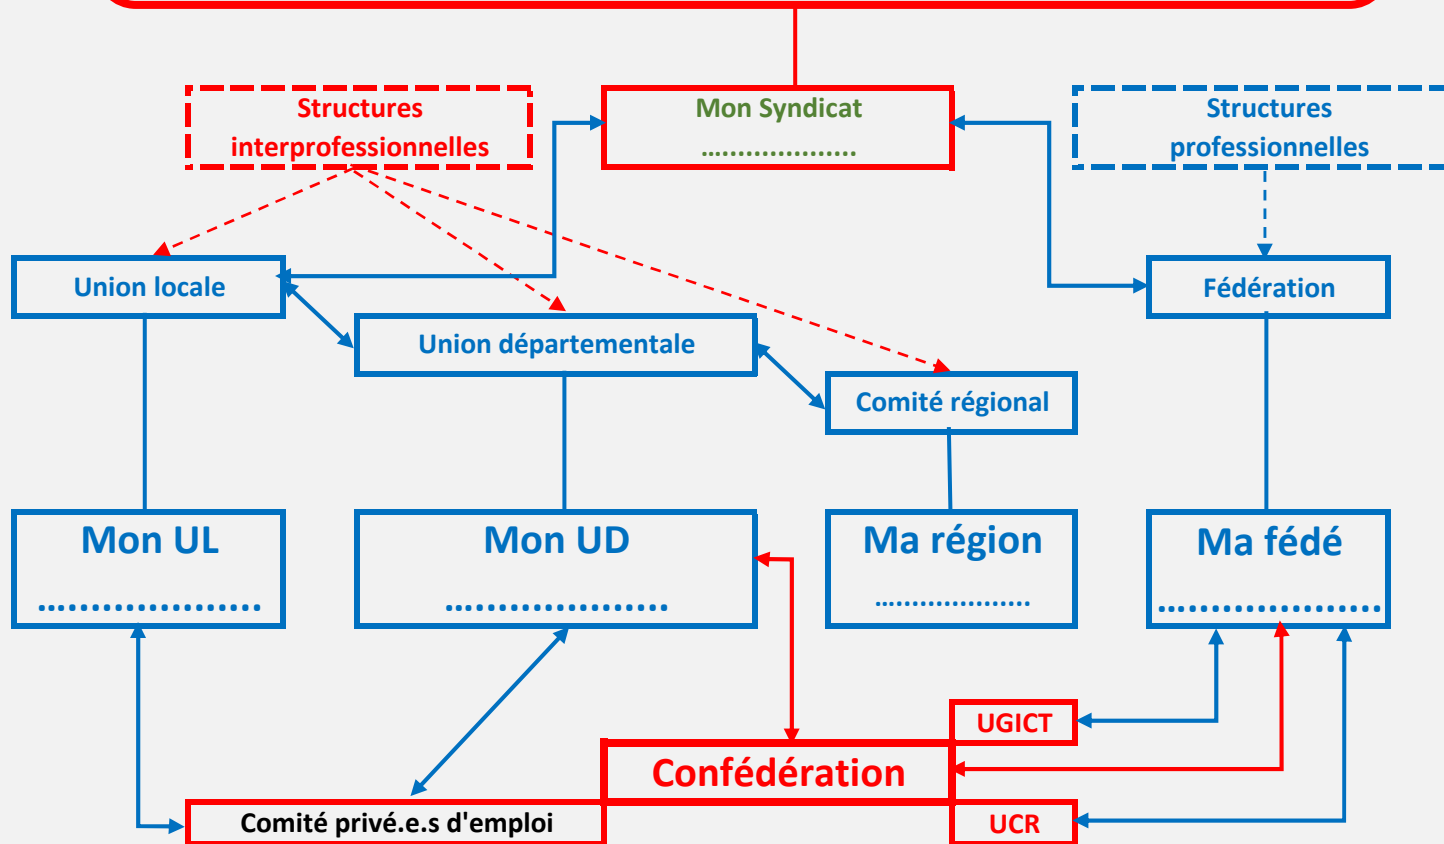 Structures
interprofessionnelles
Mon Syndicat
......................
Structures
professionnelles
Union locale
Fédération
Union départementale
Comité régional
Mon UL
....................
Mon UD
....................
Ma région
.....................
Ma fédé
....................
UGICT
Confédération
Comité privé.e.s d'emploi
UCR